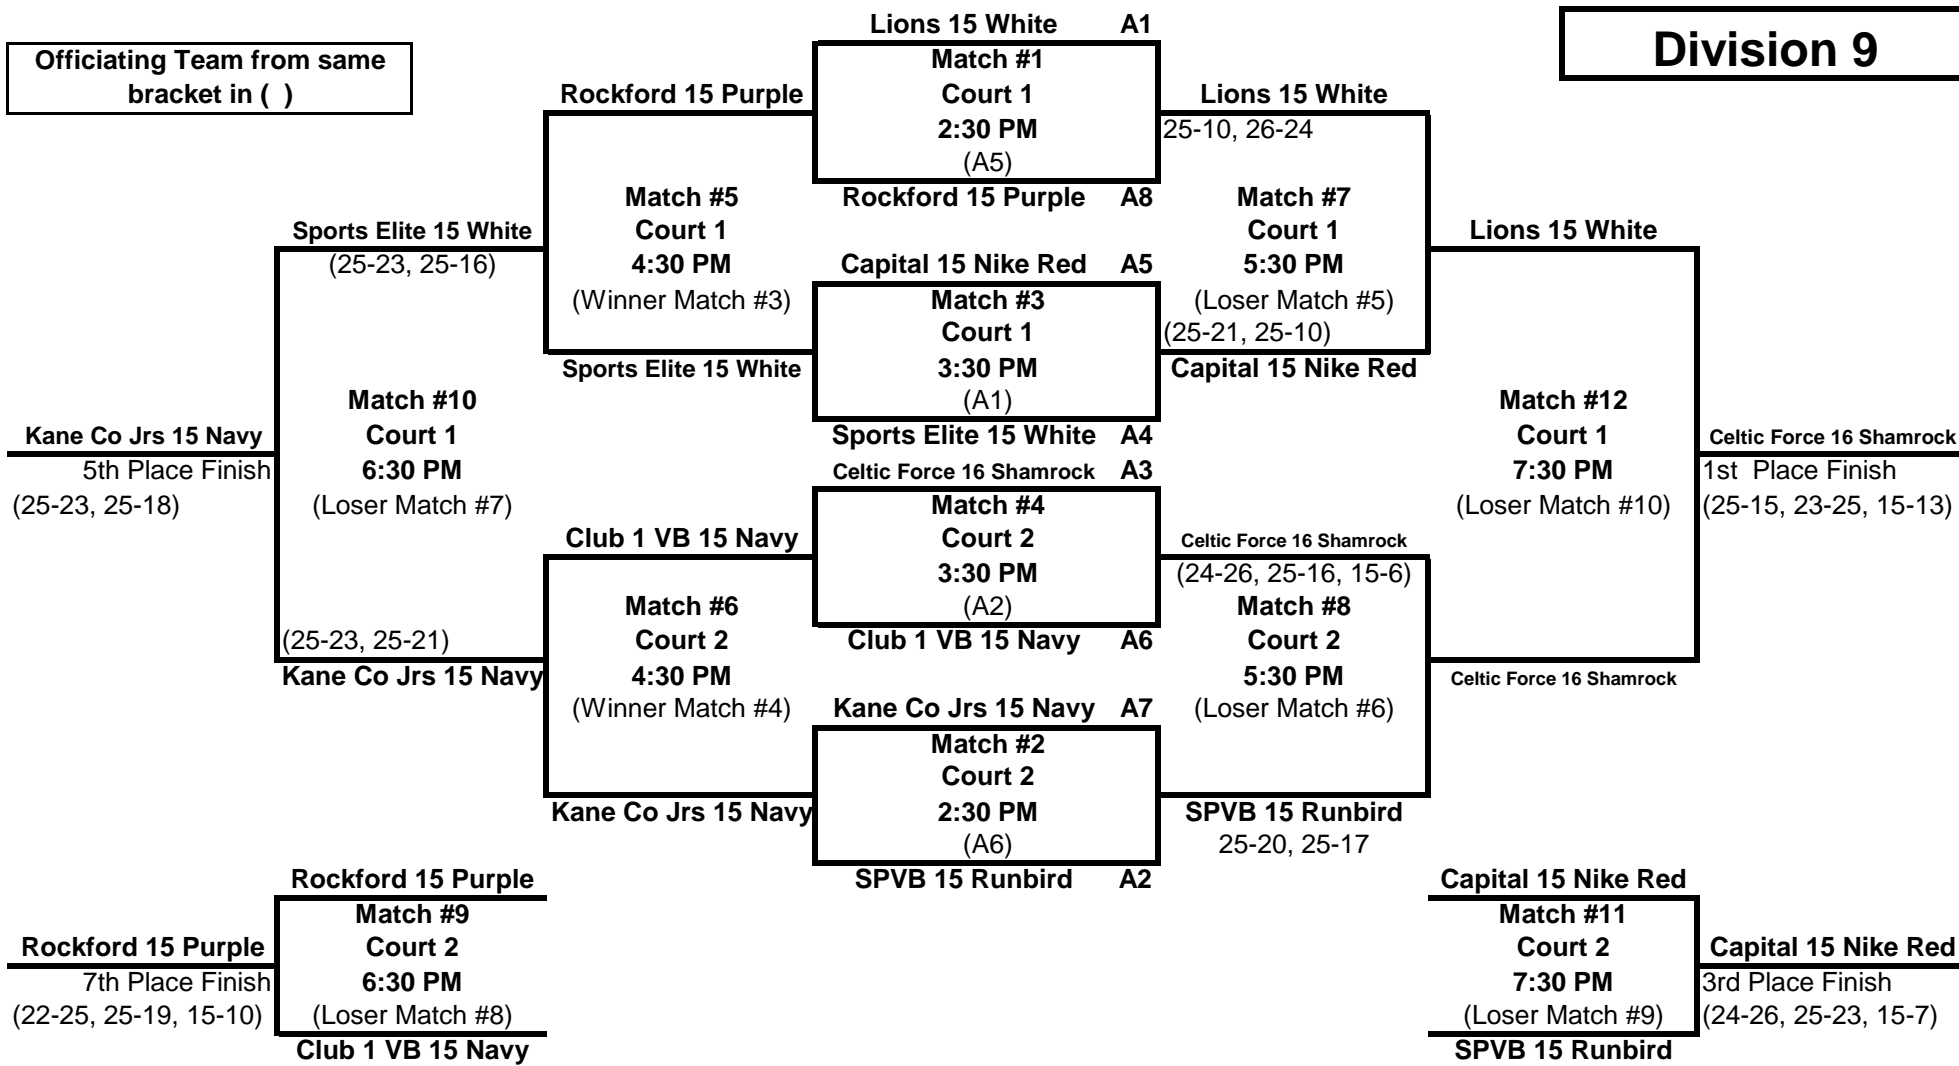 Lions 15 White A1
Division 9
Officiating Team from same
bracket in ( )
Match #1
Rockford 15 Purple
Court 1
Lions 15 White
2:30 PM
25-10, 26-24
(A5)
Match #5
Rockford 15 Purple A8
Match #7
Sports Elite 15 White
Court 1
Court 1
Lions 15 White
(25-23, 25-16)
4:30 PM
Capital 15 Nike Red A5
5:30 PM
(Winner Match #3)
Match #3
(Loser Match #5)
Court 1
(25-21, 25-10)
Sports Elite 15 White
3:30 PM
Capital 15 Nike Red
Match #10
(A1)
Match #12
Kane Co Jrs 15 Navy
Court 1
Sports Elite 15 White A4
Court 1
Celtic Force 16 Shamrock
5th Place Finish
6:30 PM
Celtic Force 16 Shamrock A3
7:30 PM
1st Place Finish
(25-23, 25-18)
(Loser Match #7)
Match #4
(Loser Match #10)
(25-15, 23-25, 15-13)
Club 1 VB 15 Navy
Court 2
Celtic Force 16 Shamrock
3:30 PM
(24-26, 25-16, 15-6)
Match #6
(A2)
Match #8
(25-23, 25-21)
Court 2
Club 1 VB 15 Navy A6
Court 2
Kane Co Jrs 15 Navy
4:30 PM
5:30 PM
Celtic Force 16 Shamrock
(Winner Match #4)
Kane Co Jrs 15 Navy A7
(Loser Match #6)
Match #2
Court 2
Kane Co Jrs 15 Navy
2:30 PM
SPVB 15 Runbird
(A6)
25-20, 25-17
Rockford 15 Purple
SPVB 15 Runbird A2
Capital 15 Nike Red
Match #9
Match #11
Rockford 15 Purple
Court 2
Court 2
Capital 15 Nike Red
7th Place Finish
6:30 PM
7:30 PM
3rd Place Finish
(22-25, 25-19, 15-10)
(Loser Match #8)
(Loser Match #9)
(24-26, 25-23, 15-7)
Club 1 VB 15 Navy
SPVB 15 Runbird